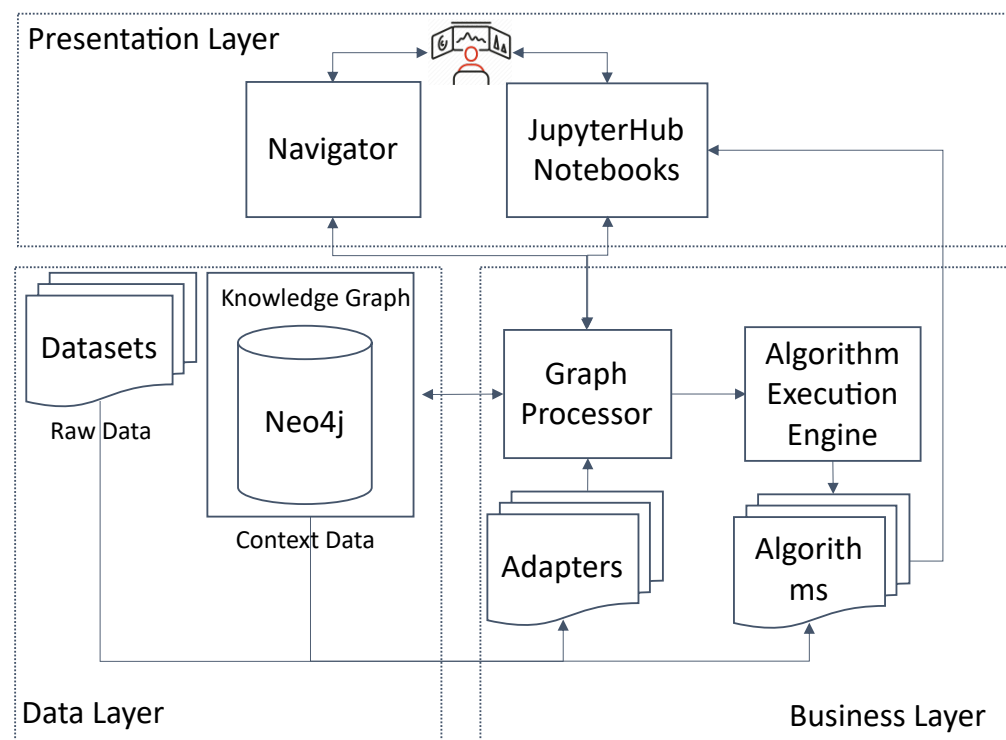 Presentation Layer
Navigator
JupyterHub
Notebooks
Knowledge Graph
Datasets
Neo4j
Raw Data
Context Data
Graph
Processor
Algorithm
Execution
Engine
Adapters
Algorith
ms
Data Layer
Business Layer